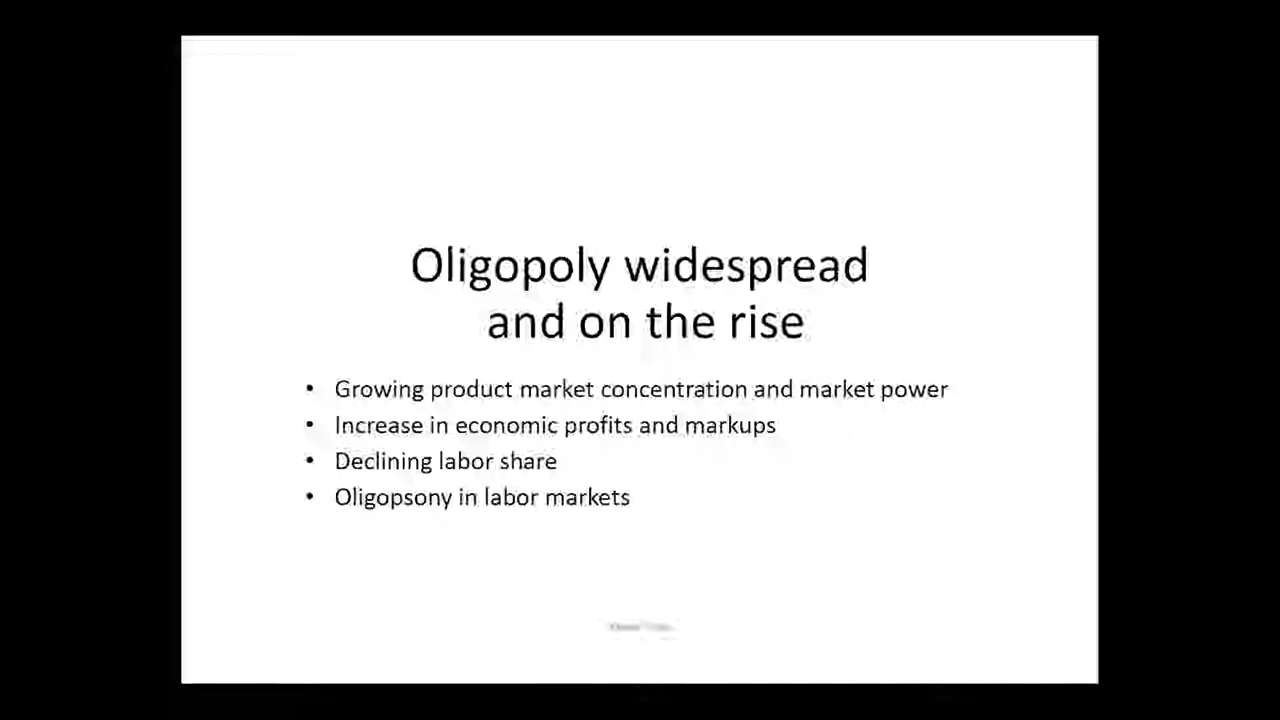 Oligopoly widespread
and on the rise
• Growing product market concentration and market power
• Increase in economic profits and markups
• Declining labor share
• Oligopsony in labor markets